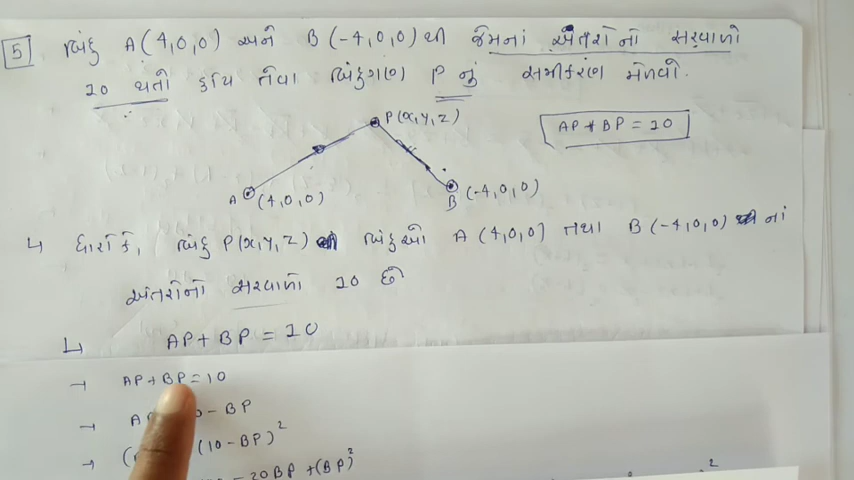 5 બિંદુ A(4,0,0) અને B(-4,0,0) થી જેમનાં અંતરોનો સરવાળો
10 થતો હોય તેવા બિંદુગણ P નું સમીકરણ મેળવો.
P(x,y,z)
AP+BP=10
A (4,0,0)
B (-4,0,0)
ધારોકે, બિંદુ P(x,y,z) બિંદુઓ A(4,0,0) તથા B(-4,0,0) નાં
અંતરોનો સરવાળો 10 છે
AP+BP=10
→ AP+BP=10
→ - BP
→ (10-BP)²
- 20BP+(BP)²